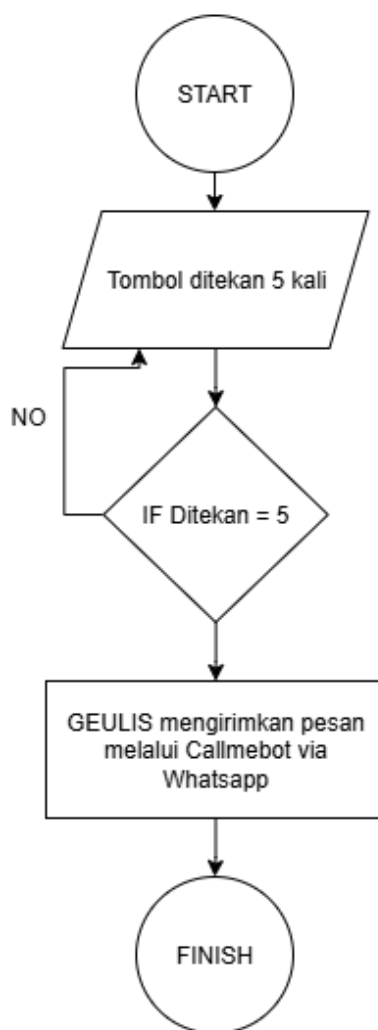 START
Tombol ditekan 5 kali
NO
IF Ditekan = 5
GEULIS mengirimkan pesan
melalui Callmebot via
Whatsapp
FINISH